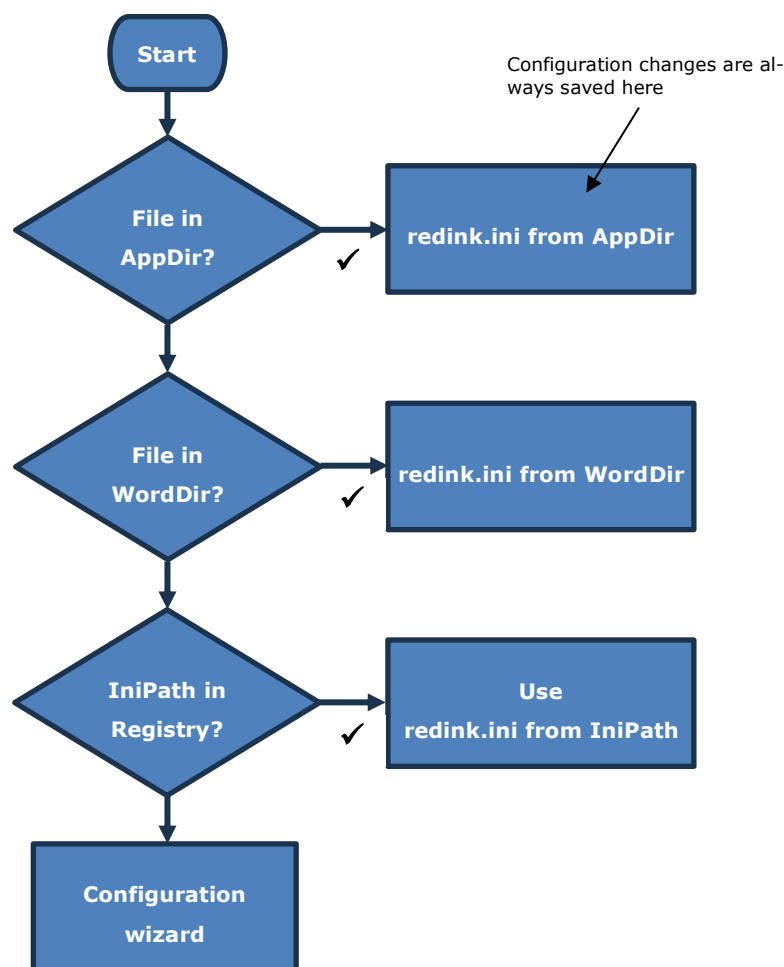 Start
Configuration changes are al-
ways saved here
File in
AppDir?
redink.ini from AppDir
✓
File in
WordDir?
redink.ini from WordDir
✓
IniPath in
Registry?
Use
redink.ini from IniPath
✓
Configuration
wizard